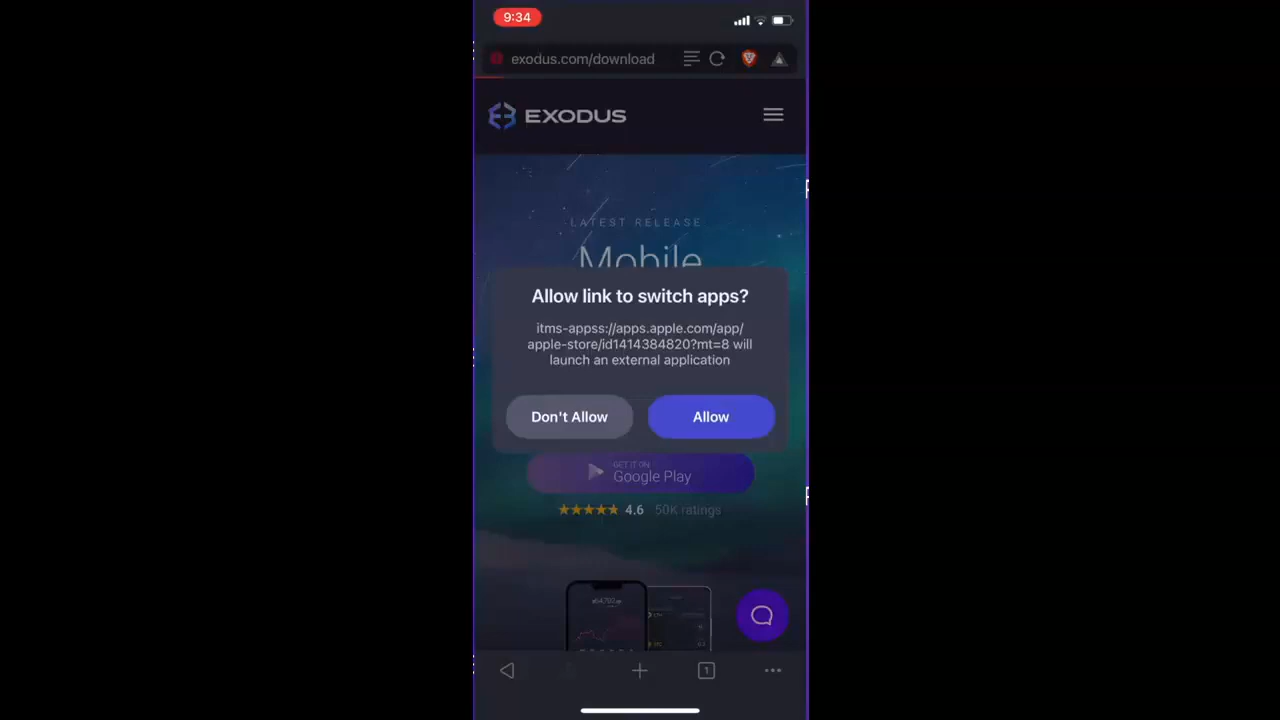 9:34
exodus.com/download
EXODUS
LATEST RELEASE
Mobile
Allow link to switch apps?
itms-appss://apps.apple.com/app/
apple-store/id1414384820?mt=8 will
launch an external application
Don't Allow
Allow
GET IT ON
Google Play
4.6 50K ratings
1